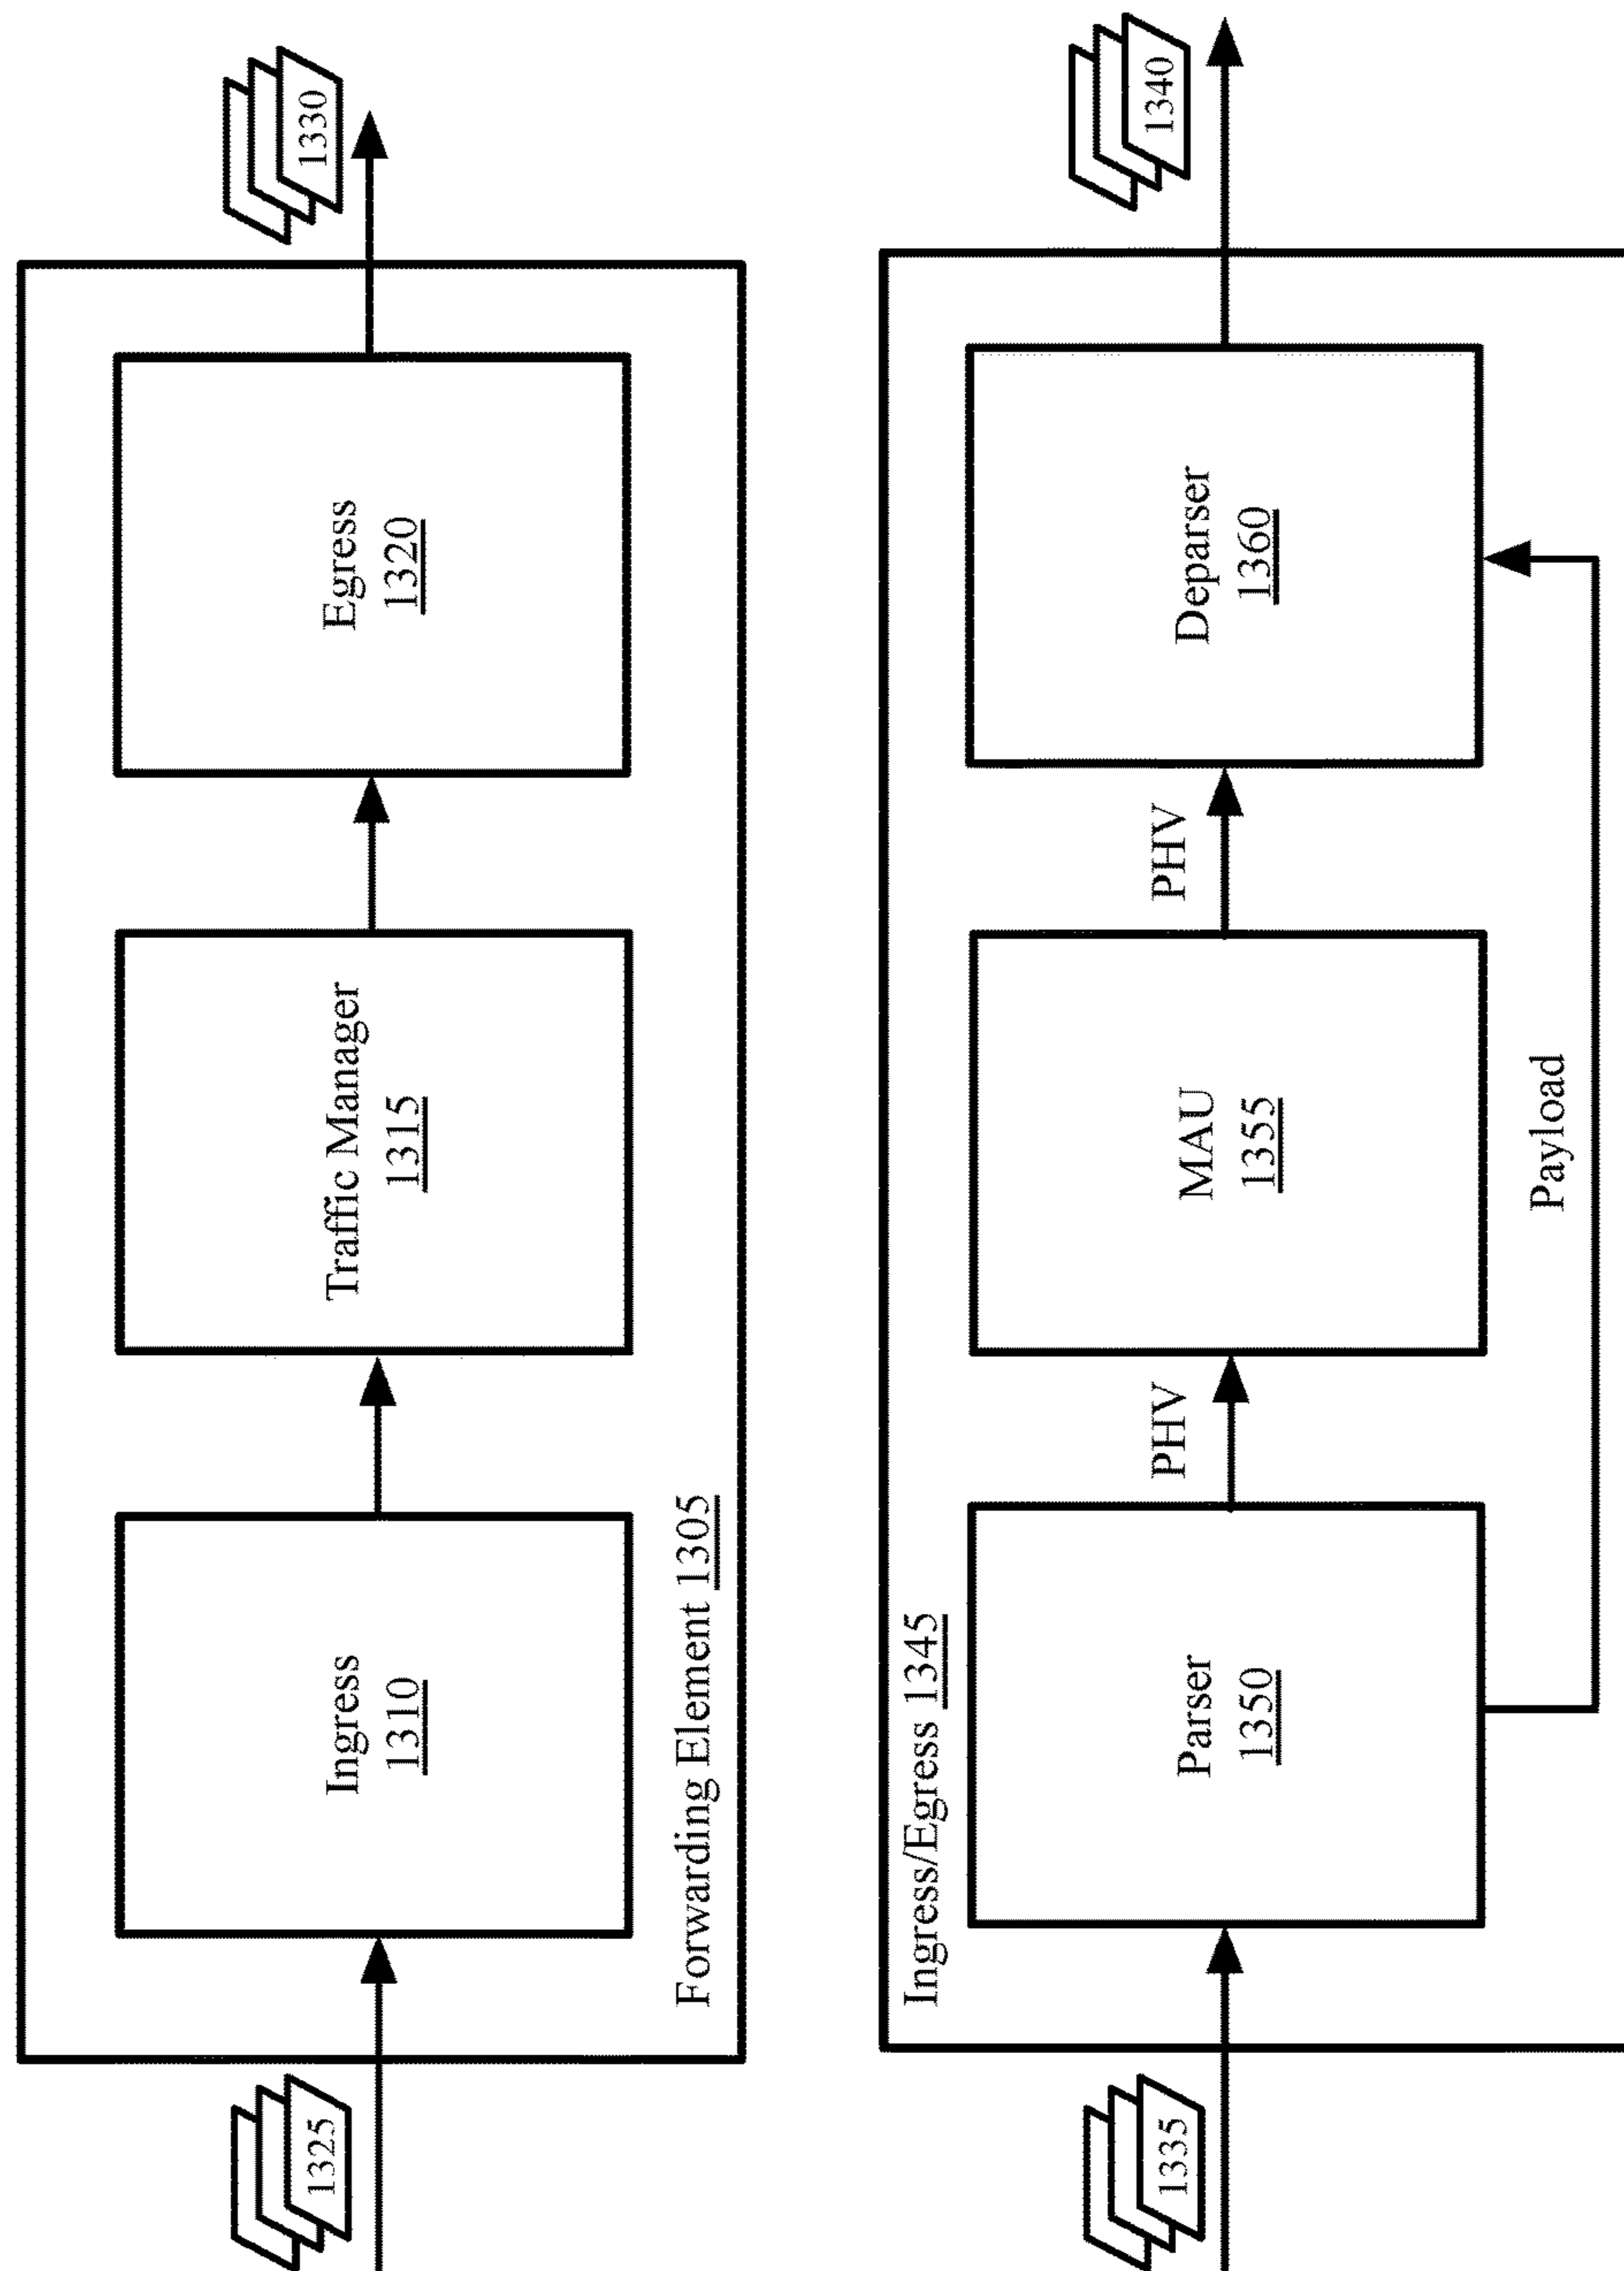 1325
Ingress
1310
Traffic Manager
1315
Egress
1320
1330
Forwarding Element 1305
Ingress/Egress 1345
1335
Parser
1350
PHV
MAU
1355
PHV
Deparser
1360
1340
Payload